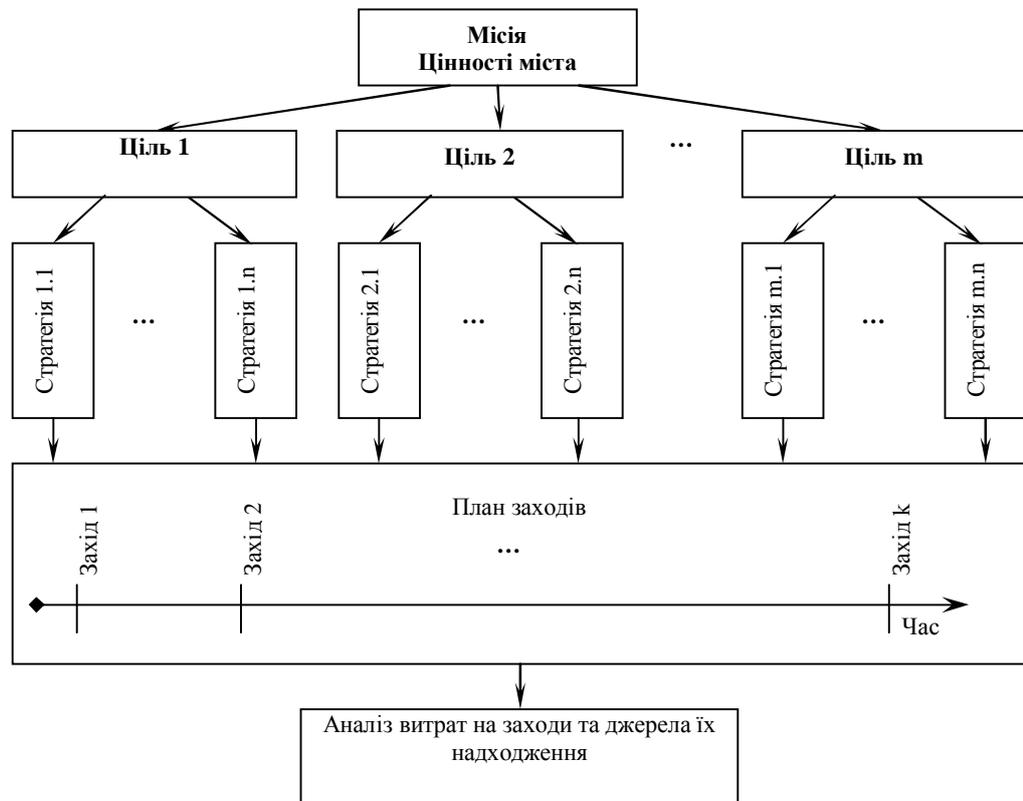 Місія
Цінності міста
Ціль 1
Ціль 2
...
Ціль m
Стратегія 1.1
...
Стратегія 1.n
Стратегія 2.1
...
Стратегія 2.n
Стратегія m.1
...
Стратегія m.n
План заходів
Захід 1
Захід 2
...
Захід k
Час
Аналіз витрат на заходи та джерела їх
надходження